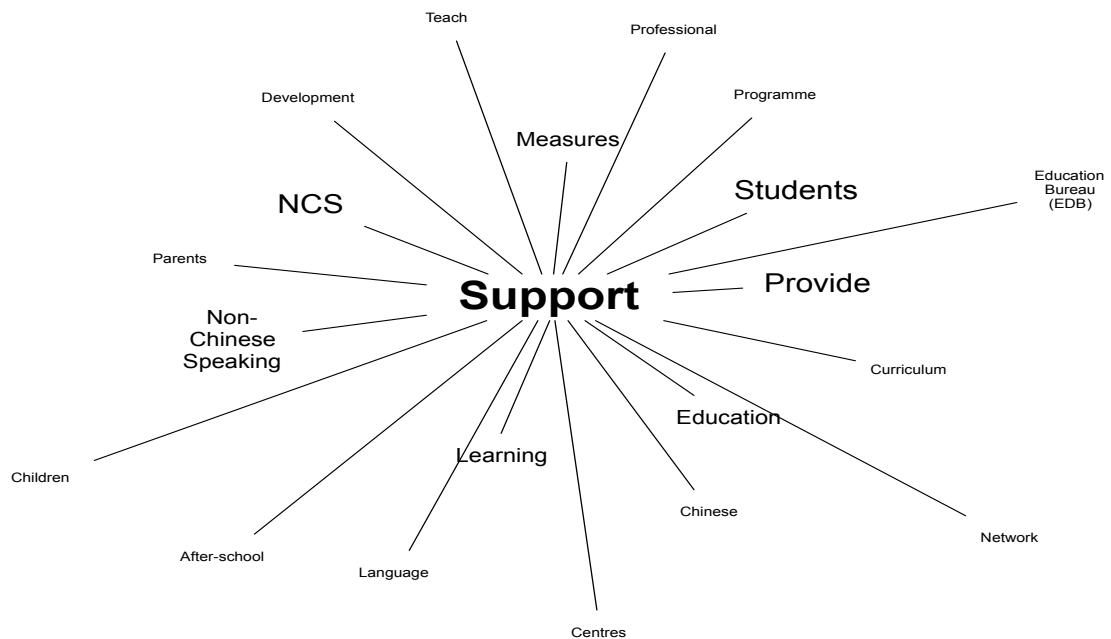 Teach
Professional
Development
Programme
Measures
Students
Education
Bureau
(EDB)
NCS
Parents
Support
Provide
Non-
Chinese
Speaking
Curriculum
Education
Learning
Children
Chinese
Network
After-school
Language
Centres